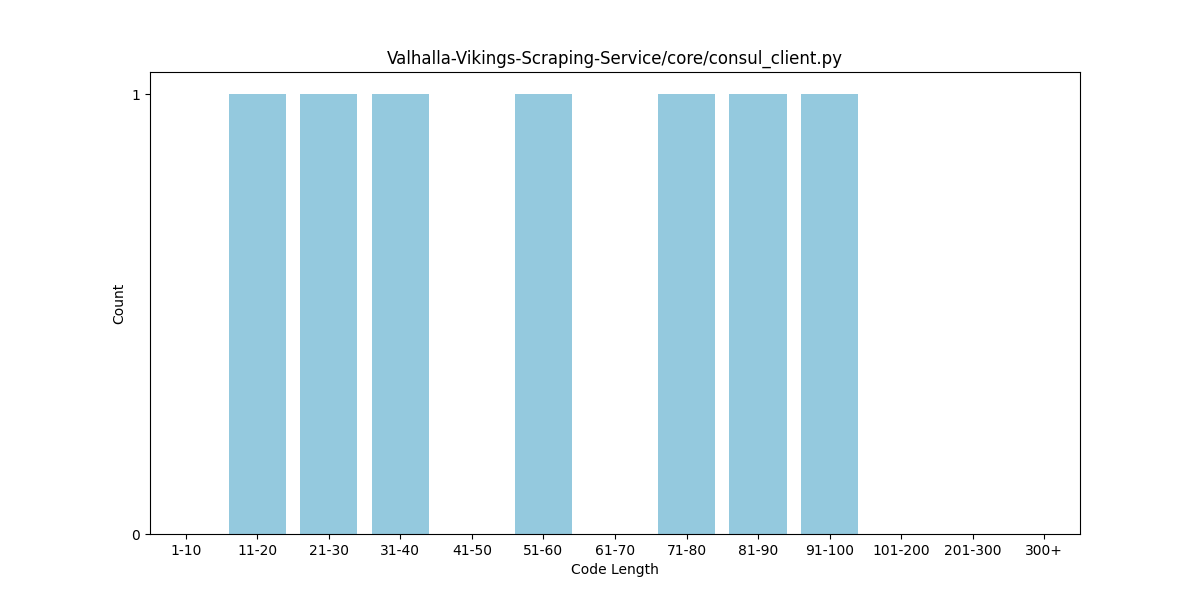 Valhalla-Vikings-Scraping-Service/core/consul_client.py
1
Count
0
1-10 11-20 21-30 31-40 41-50 51-60 61-70 71-80 81-90 91-100 101-200 201-300 300+
Code Length